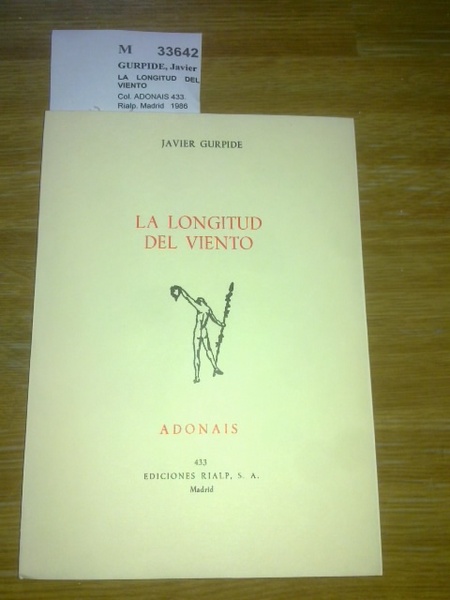 M 33642
GURPIDE, Javier
LA LONGITUD DEL
VIENTO
Col. ADONAIS 433.
Rialp. Madrid 1986
JAVIER GURPIDE
LA LONGITUD
DEL VIENTO
ADONAIS
433
EDICIONES RIALP, S. A.
Madrid